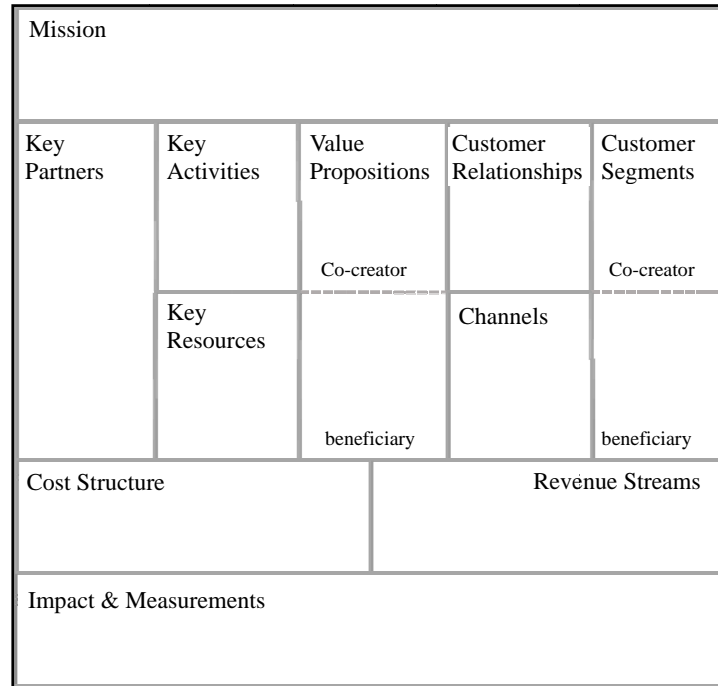 Mission
Key
Partners
Key
Activities
Value
Propositions
Customer
Relationships
Customer
Segments
Co-creator
Co-creator
Key
Resources
Channels
beneficiary
beneficiary
Cost Structure
Revenue Streams
Impact & Measurements